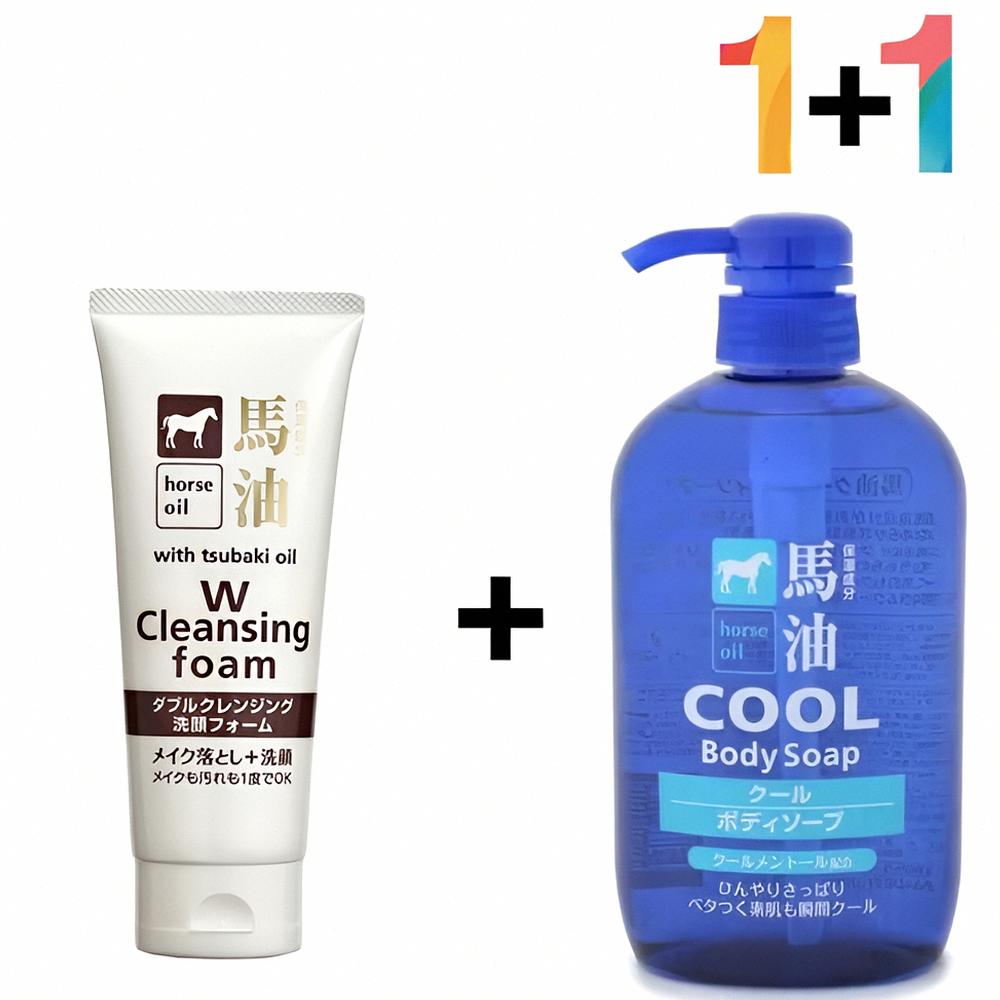 1+1
馬油
horse
oil
with tsubaki oil
W
Cleansing
foam
ダブルクレンジング
洗顔フォーム
メイク落とし+洗顔
メイクも汚れも1度でOK
+
馬油
horse
oil
COOL
Body Soap
クール
ボディソープ
クールメントール配合
ひんやりさっぱり
ベタつく素肌も瞬間クール